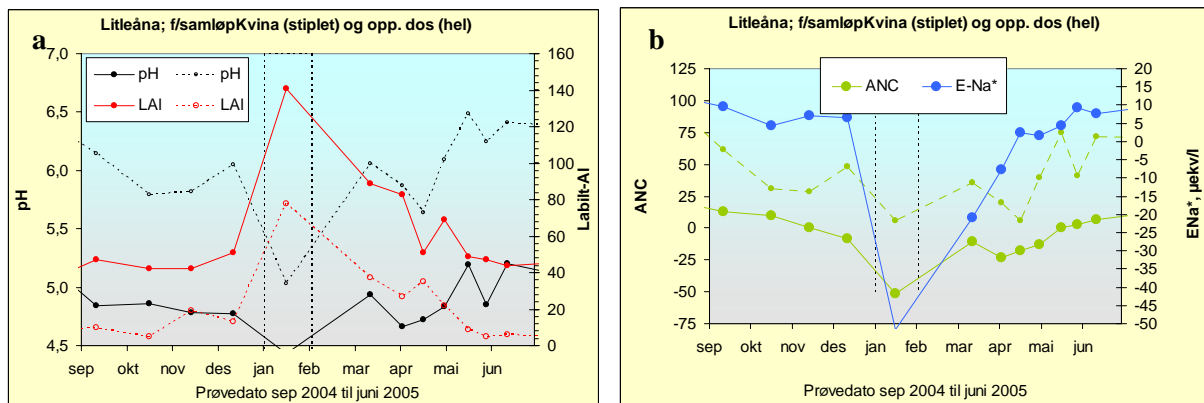 Litleåna; f/samløpKvina (stiplet) og opp. dos (hel)
a
7,0
6,5
6,0
5,5
5,0
4,5
pH
pH
pH
LAl
LAl
160
140
120
100
80
60
40
20
0
Labilt-Al
sep okt nov des jan feb mar apr mai jun
Prøvedato sep 2004 til juni 2005
Litleåna; f/samløpKvina (stiplet) og opp. dos (hel)
b
125
100
75
50
25
0
-25
-50
-75
ANC
ANC
E-Na*
20
15
10
5
0
-5
-10
-15
-20
-25
-30
-35
-40
-45
-50
ENa*, µekv/l
sep okt nov des jan feb mar apr mai jun
Prøvedato sep 2004 til juni 2005